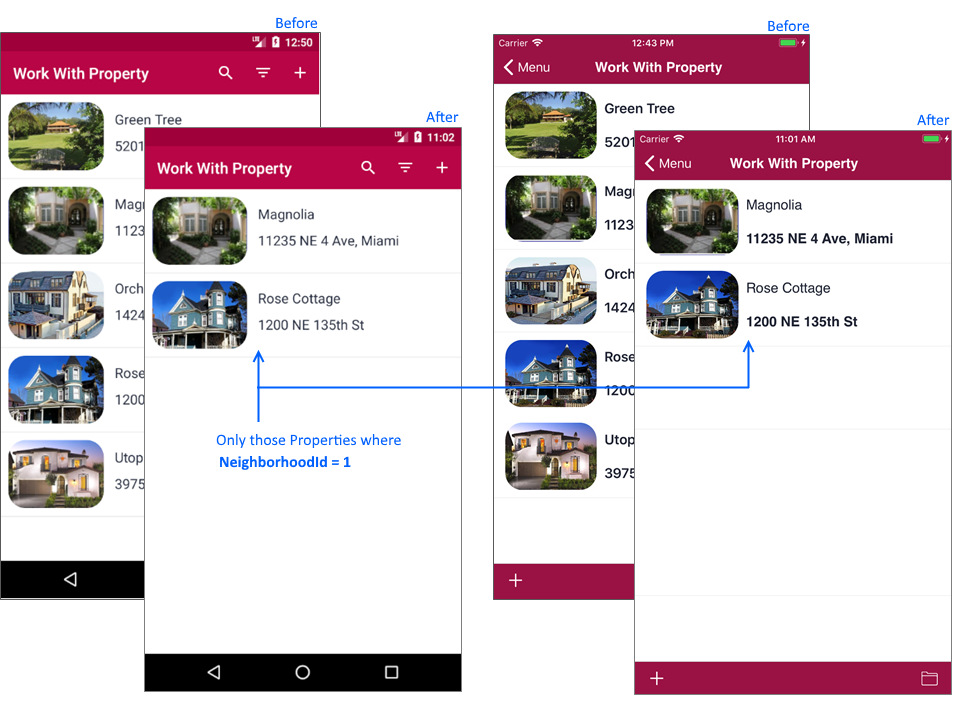 Before
LTE 12:50
Work With Property
Green Tree
5201
Mag
1123
Orch
1424
Rose
1200
Utop
3975
After
LTE 11:02
Work With Property
Magnolia
11235 NE 4 Ave, Miami
Rose Cottage
1200 NE 135th St
Only those Properties where
NeighborhoodId = 1
Before
Carrier 12:43 PM
Menu Work With Property
Green Tree
5201
Mag
1123
Orch
1424
Rose
1200
Utop
3975
After
Carrier 11:01 AM
Menu Work With Property
Magnolia
11235 NE 4 Ave, Miami
Rose Cottage
1200 NE 135th St